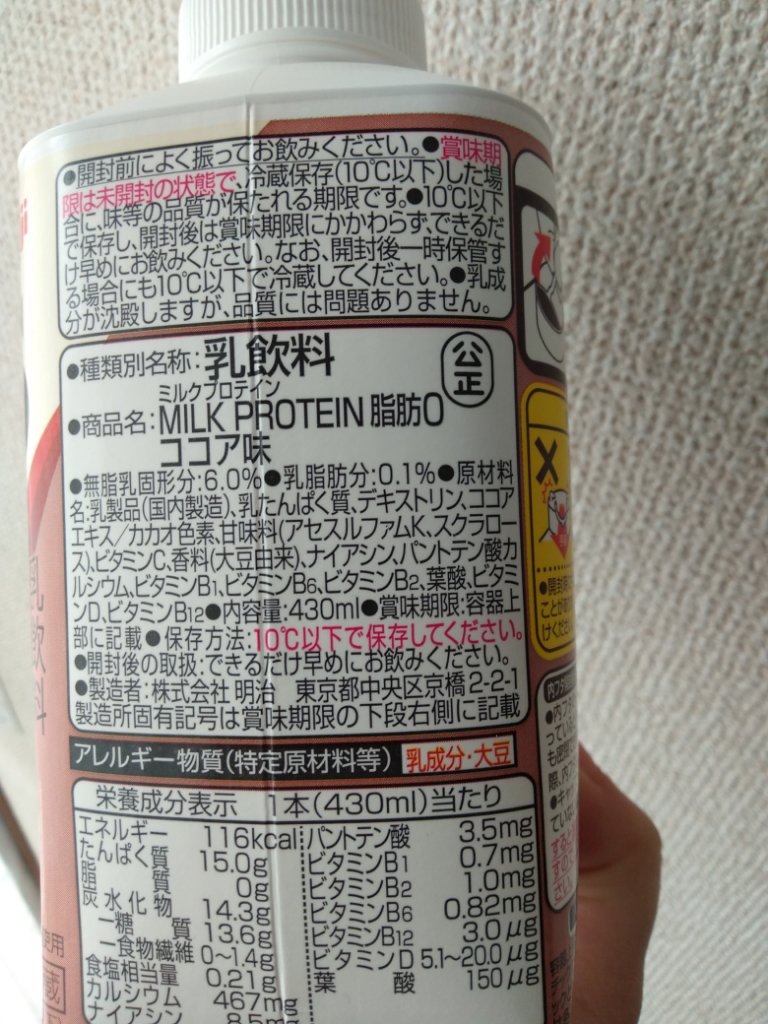 ●開封前によく振ってお飲みください。●賞味期
限は未開封の状態で、冷蔵保存(10℃以下)した場
合に、味等の品質が保たれる期限です。●10℃以下
で保存し、開封後は賞味期限にかかわらず、できるだ
け早めにお飲みください。なお、開封後一時保管す
る場合にも10℃以下で冷蔵してください。●乳成
分が沈殿しますが、品質には問題ありません。
●種類別名称:乳飲料
公正
ミルクプロテイン
●商品名:MILK PROTEIN 脂肪0
ココア味
●無脂乳固形分:6.0%●乳脂肪分:0.1%●原材料
名:乳製品(国内製造)、乳たんぱく質、デキストリン、ココア
エキス/カカオ色素、甘味料(アセスルファムK、スクラロー
ス)、ビタミンC、香料(大豆由来)、ナイアシン、パントテン酸カ
ルシウム、ビタミンB1、ビタミンB6、ビタミンB2、葉酸、ビタミ
ンD、ビタミンB12●内容量:430ml●賞味期限:容器上
部に記載●保存方法:10℃以下で保存してください。
●開封後の取扱:できるだけ早めにお飲みください。
●製造者:株式会社 明治 東京都中央区京橋2-2-1
製造所固有記号は賞味期限の下段右側に記載
アレルギー物質(特定原材料等) 乳成分・大豆
栄養成分表示 1本(430ml)当たり
エネルギー 116kcal
たんぱく質 15.0g
脂質 0g
炭水化物 14.3g
-糖質 13.6g
-食物繊維 0~1.4g
食塩相当量 0.21g
カルシウム 467mg
ナイアシン 8.5mg
パントテン酸 3.5mg
ビタミンB1 0.7mg
ビタミンB2 1.0mg
ビタミンB6 0.82mg
ビタミンB12 3.0μg
ビタミンD 5.1~20.0μg
葉酸 150μg
乳飲料